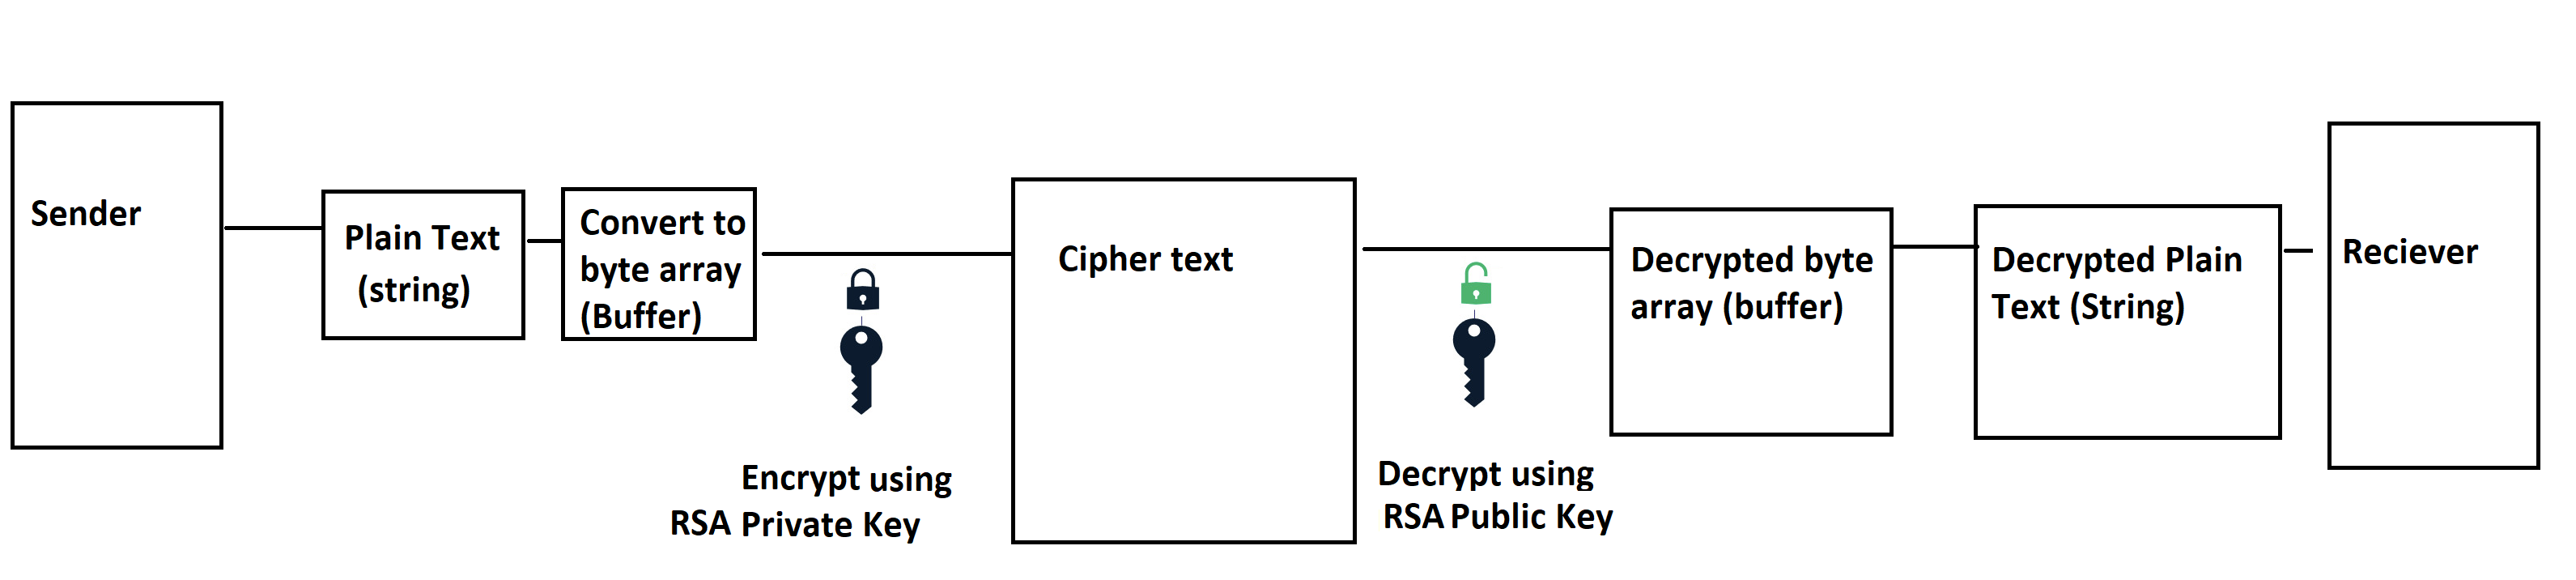 Sender
Plain Text
(string)
Convert to
byte array
(Buffer)
Encrypt using
RSA Private Key
Cipher text
Decrypt using
RSA Public Key
Decrypted byte
array (buffer)
Decrypted Plain
Text (String)
Reciever